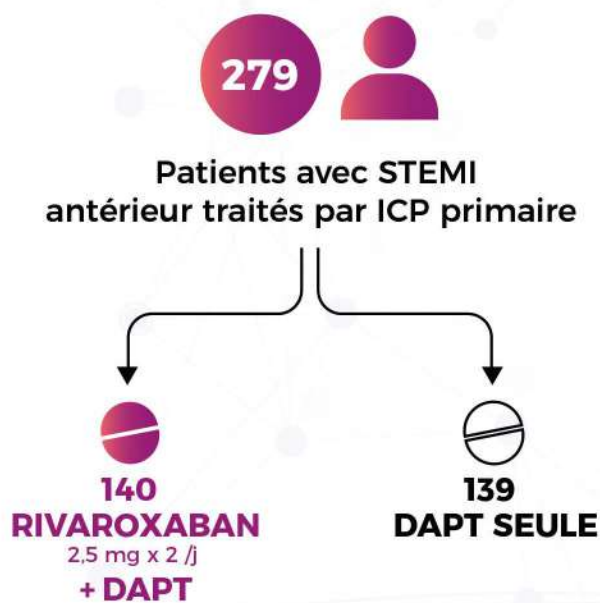 279
Patients avec STEMI
antérieur traités par ICP primaire
140
RIVAROXABAN
2,5 mg x 2 /j
+ DAPT
139
DAPT SEULE